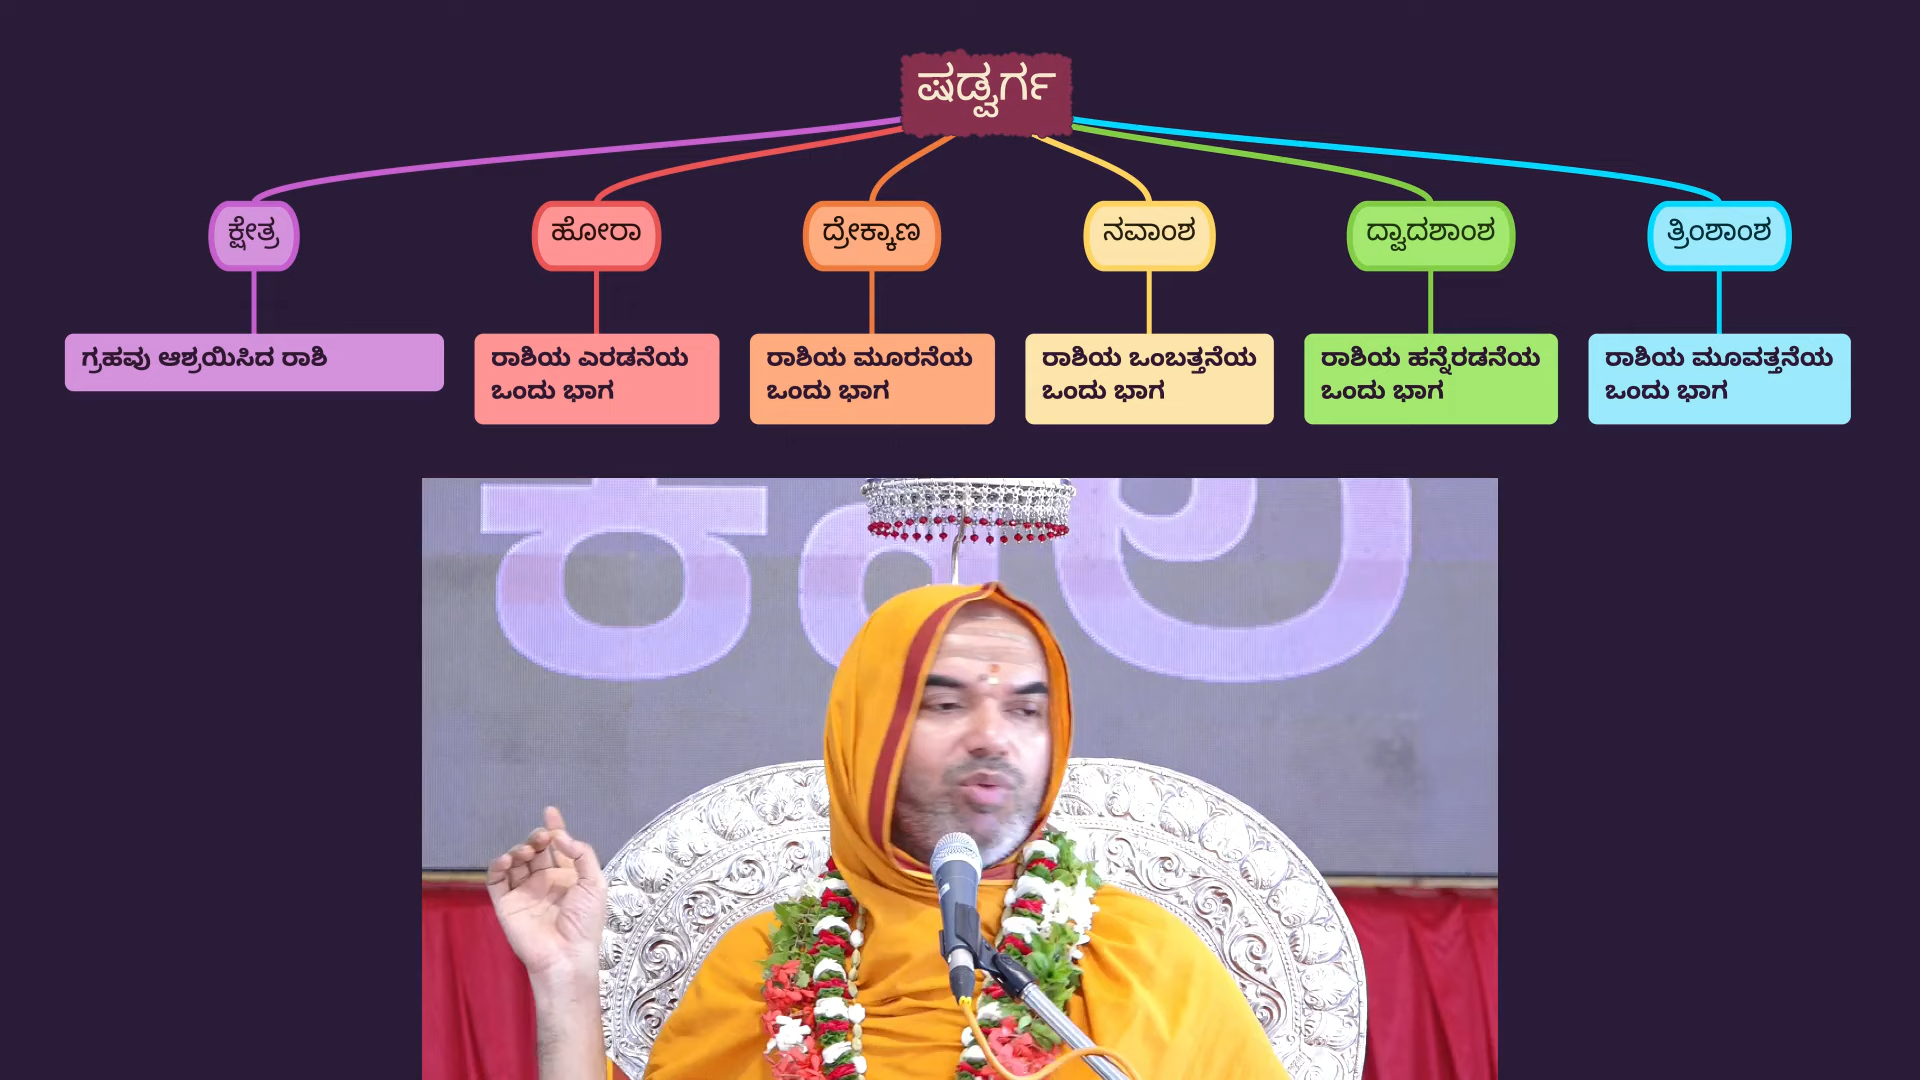 ಷಡ್ವರ್ಗ
ಕ್ಷೇತ್ರ
ಹೋರಾ
ದ್ರೇಕ್ಕಾಣ
ನವಾಂಶ
ದ್ವಾದಶಾಂಶ
ತ್ರಿಂಶಾಂಶ
ಗ್ರಹವು ಆಶ್ರಯಿಸಿದ ರಾಶಿ
ರಾಶಿಯ ಎರಡನೆಯ
ಒಂದು ಭಾಗ
ರಾಶಿಯ ಮೂರನೆಯ
ಒಂದು ಭಾಗ
ರಾಶಿಯ ಒಂಬತ್ತನೆಯ
ಒಂದು ಭಾಗ
ರಾಶಿಯ ಹನ್ನೆರಡನೆಯ
ಒಂದು ಭಾಗ
ರಾಶಿಯ ಮೂವತ್ತನೆಯ
ಒಂದು ಭಾಗ